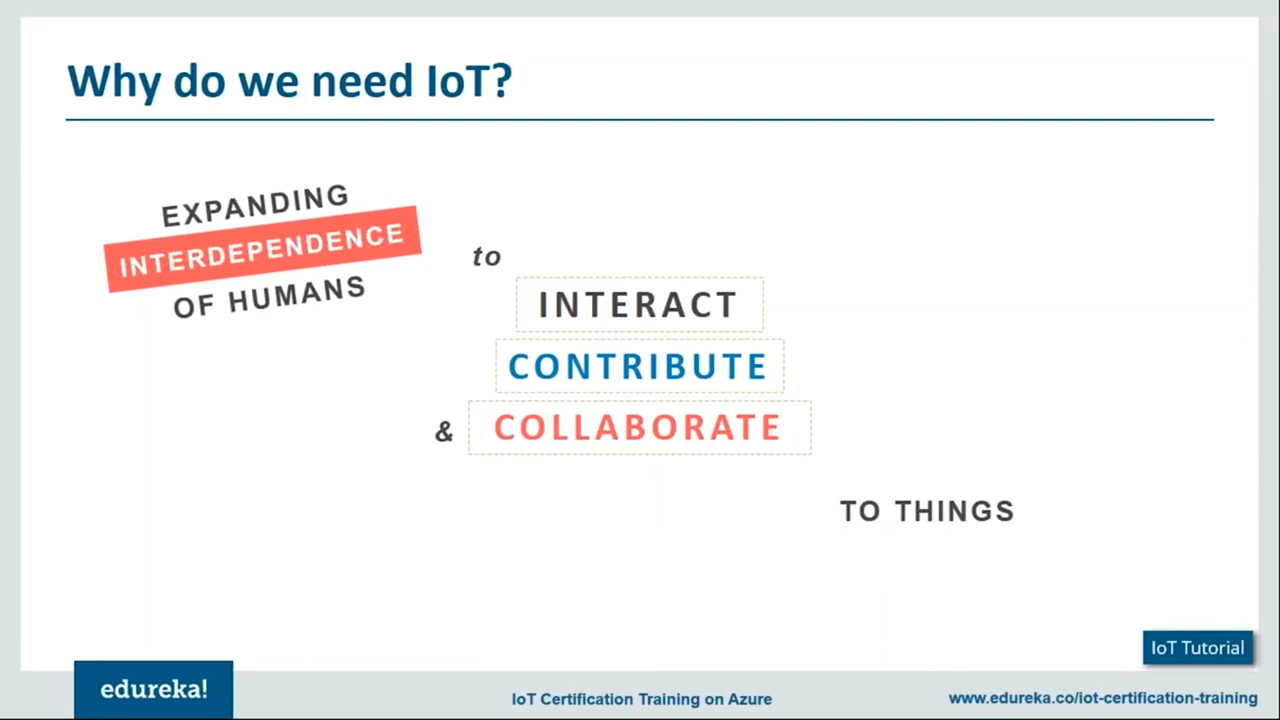 Why do we need IoT?
EXPANDING
INTERDEPENDENCE
OF HUMANS
to
INTERACT
CONTRIBUTE
& COLLABORATE
TO THINGS
IoT Tutorial
edureka!
IoT Certification Training on Azure
www.edureka.co/iot-certification-training